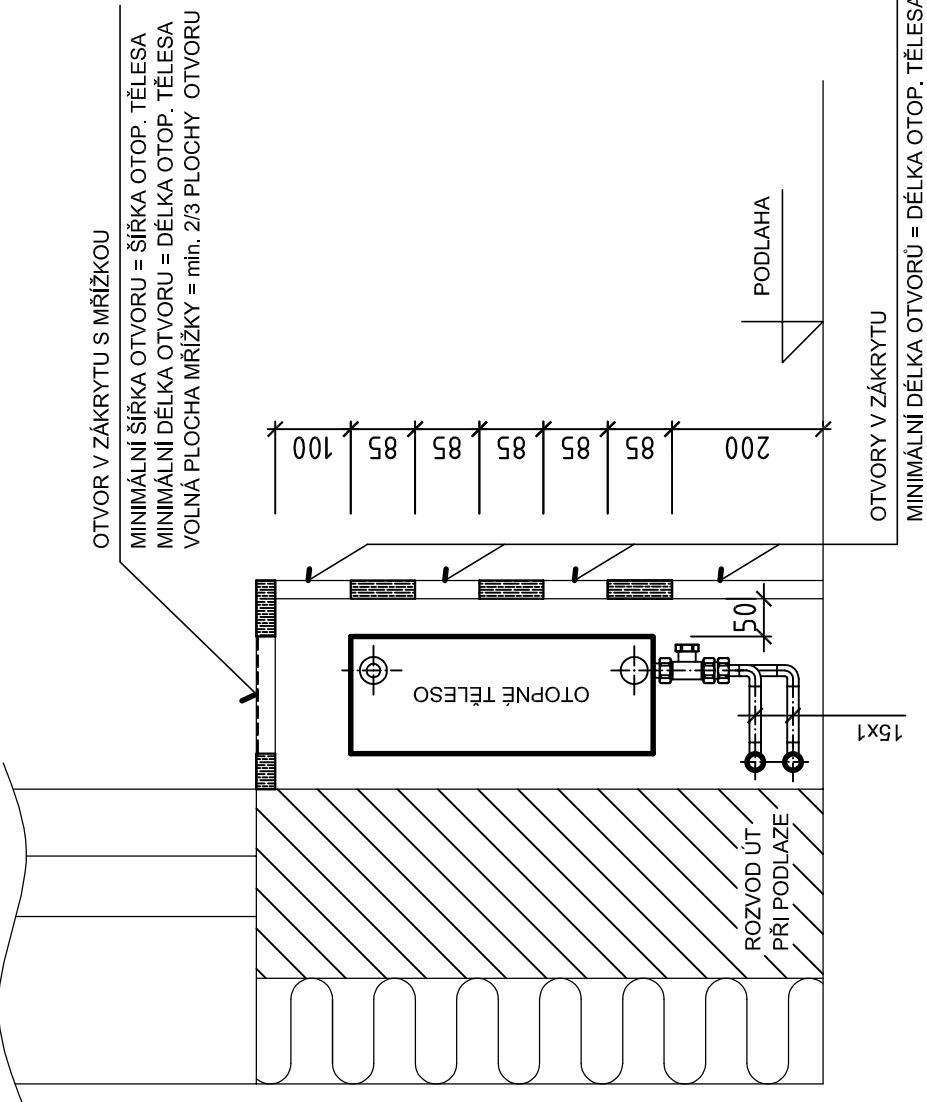 OTVOR V ZÁKRYTU S MŘÍŽKOU
MINIMÁLNÍ ŠÍŘKA OTVORU = ŠÍŘKA OTOP. TĚLESA
MINIMÁLNÍ DÉLKA OTVORU = DÉLKA OTOP. TĚLESA
VOLNÁ PLOCHA MŘÍŽKY = min. 2/3 PLOCHY OTVORU
100
85
85
85
85
85
200
PODLAHA
OTVORY V ZÁKRYTU
MINIMÁLNÍ DÉLKA OTVORŮ = DÉLKA OTOP. TĚLESA
50
OTOPNÉ TĚLESO
15x1
ROZVOD ÚT
PŘI PODLAZE